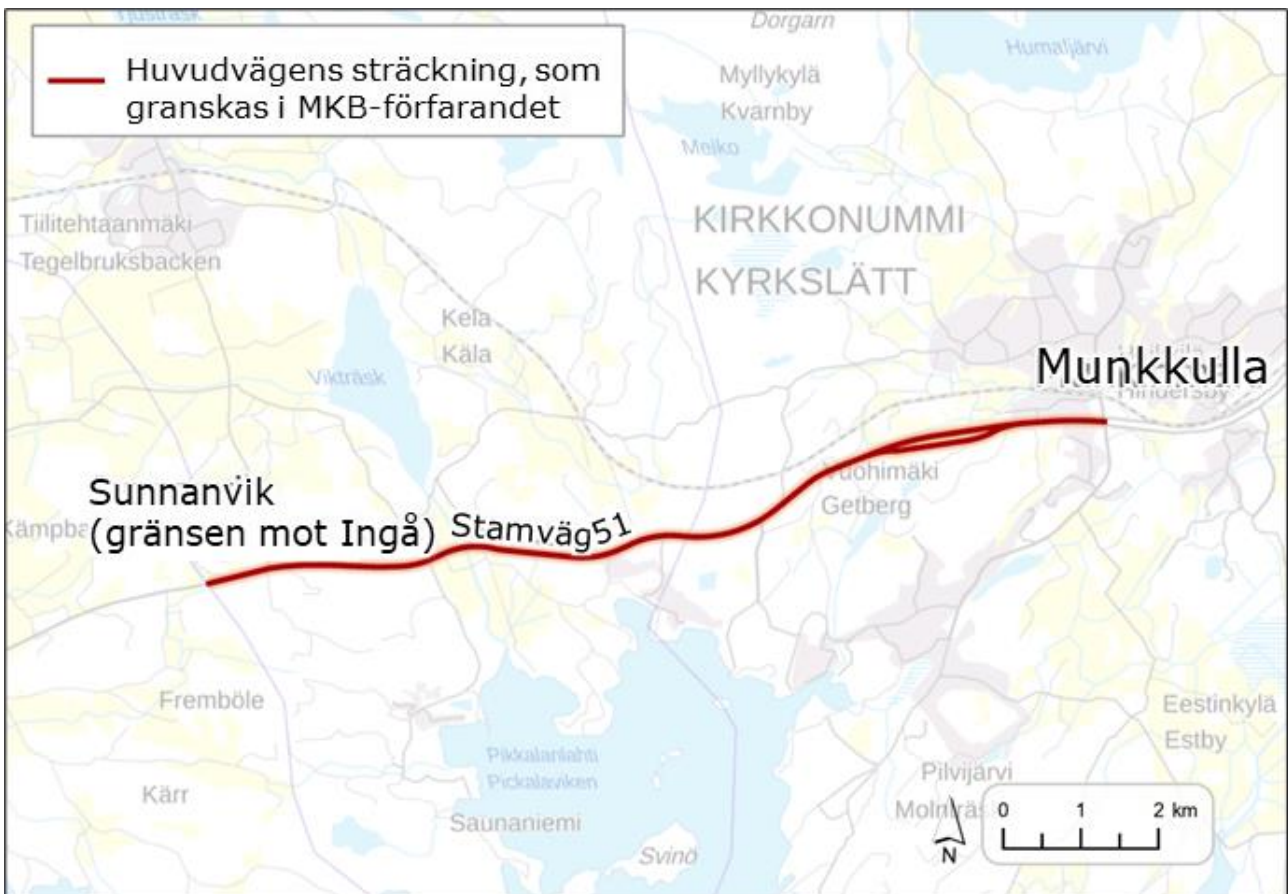 Dorgarn
Humaljärvi
Huvudvägens sträckning, som
granskas i MKB-förfarandet
Myllykylä
Kvarnby
Meiko
KIRKKONUMMI
KYRKSLÄTT
Tiilitehtaanmäki
Tegelbruksbacken
Kela
Käla
Vikträsk
Munkkulla
Hindersby
Vuohimäki
Getberg
Sunnanvik
(gränsen mot Ingå)
Stamväg51
Fremböle
Eestinkylä
Estby
Pikkalanlahti
Pickalaviken
Pilvijärvi
Kärr
Saunaniemi
Svinö
0 1 2 km
N